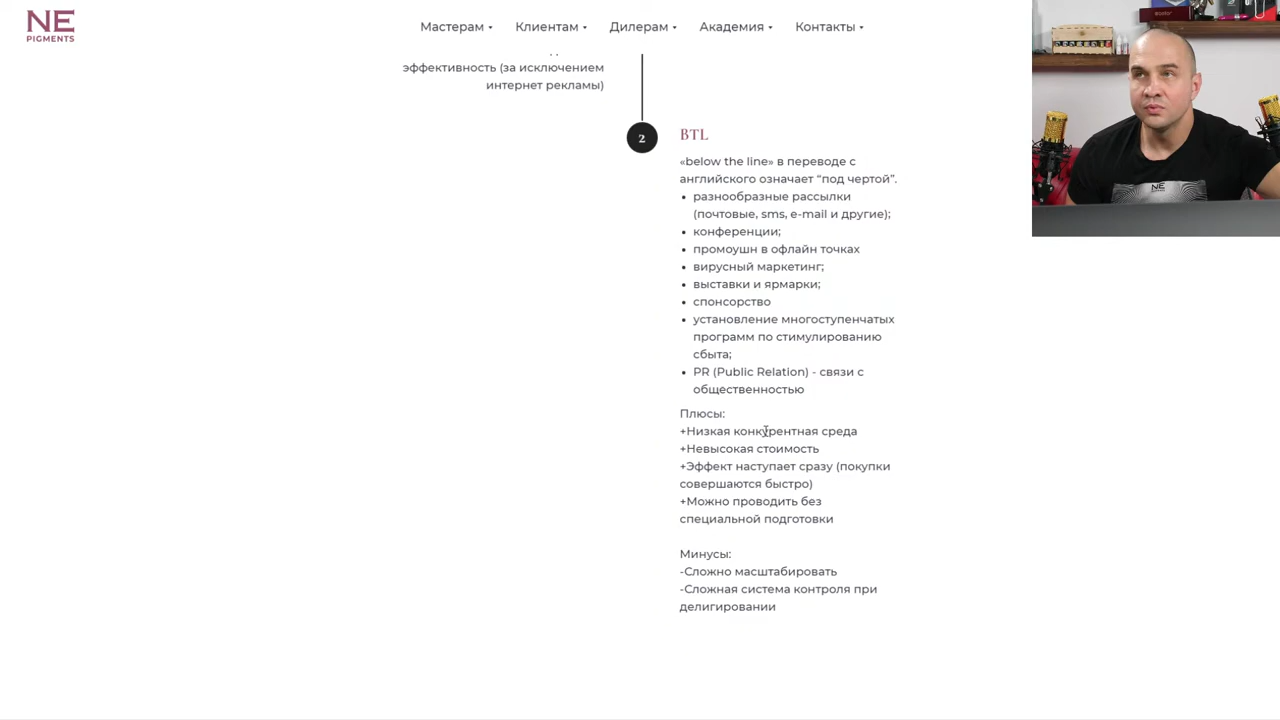 NE
PIGMENTS
Мастерам
Клиентам
Дилерам
Академия
Контакты
эффективность (за исключением
интернет рекламы)
2
BTL
«below the line» в переводе с
английского означает “под чертой”.
разнообразные рассылки
(почтовые, sms, e-mail и другие);
конференции;
промоушн в офлайн точках
вирусный маркетинг;
выставки и ярмарки;
спонсорство
установление многоступенчатых
программ по стимулированию
сбыта;
PR (Public Relation) - связи с
общественностью
Плюсы:
+Низкая конкурентная среда
+Невысокая стоимость
+Эффект наступает сразу (покупки
совершаются быстро)
+Можно проводить без
специальной подготовки
Минусы:
-Сложно масштабировать
-Сложная система контроля при
делигировании
NE